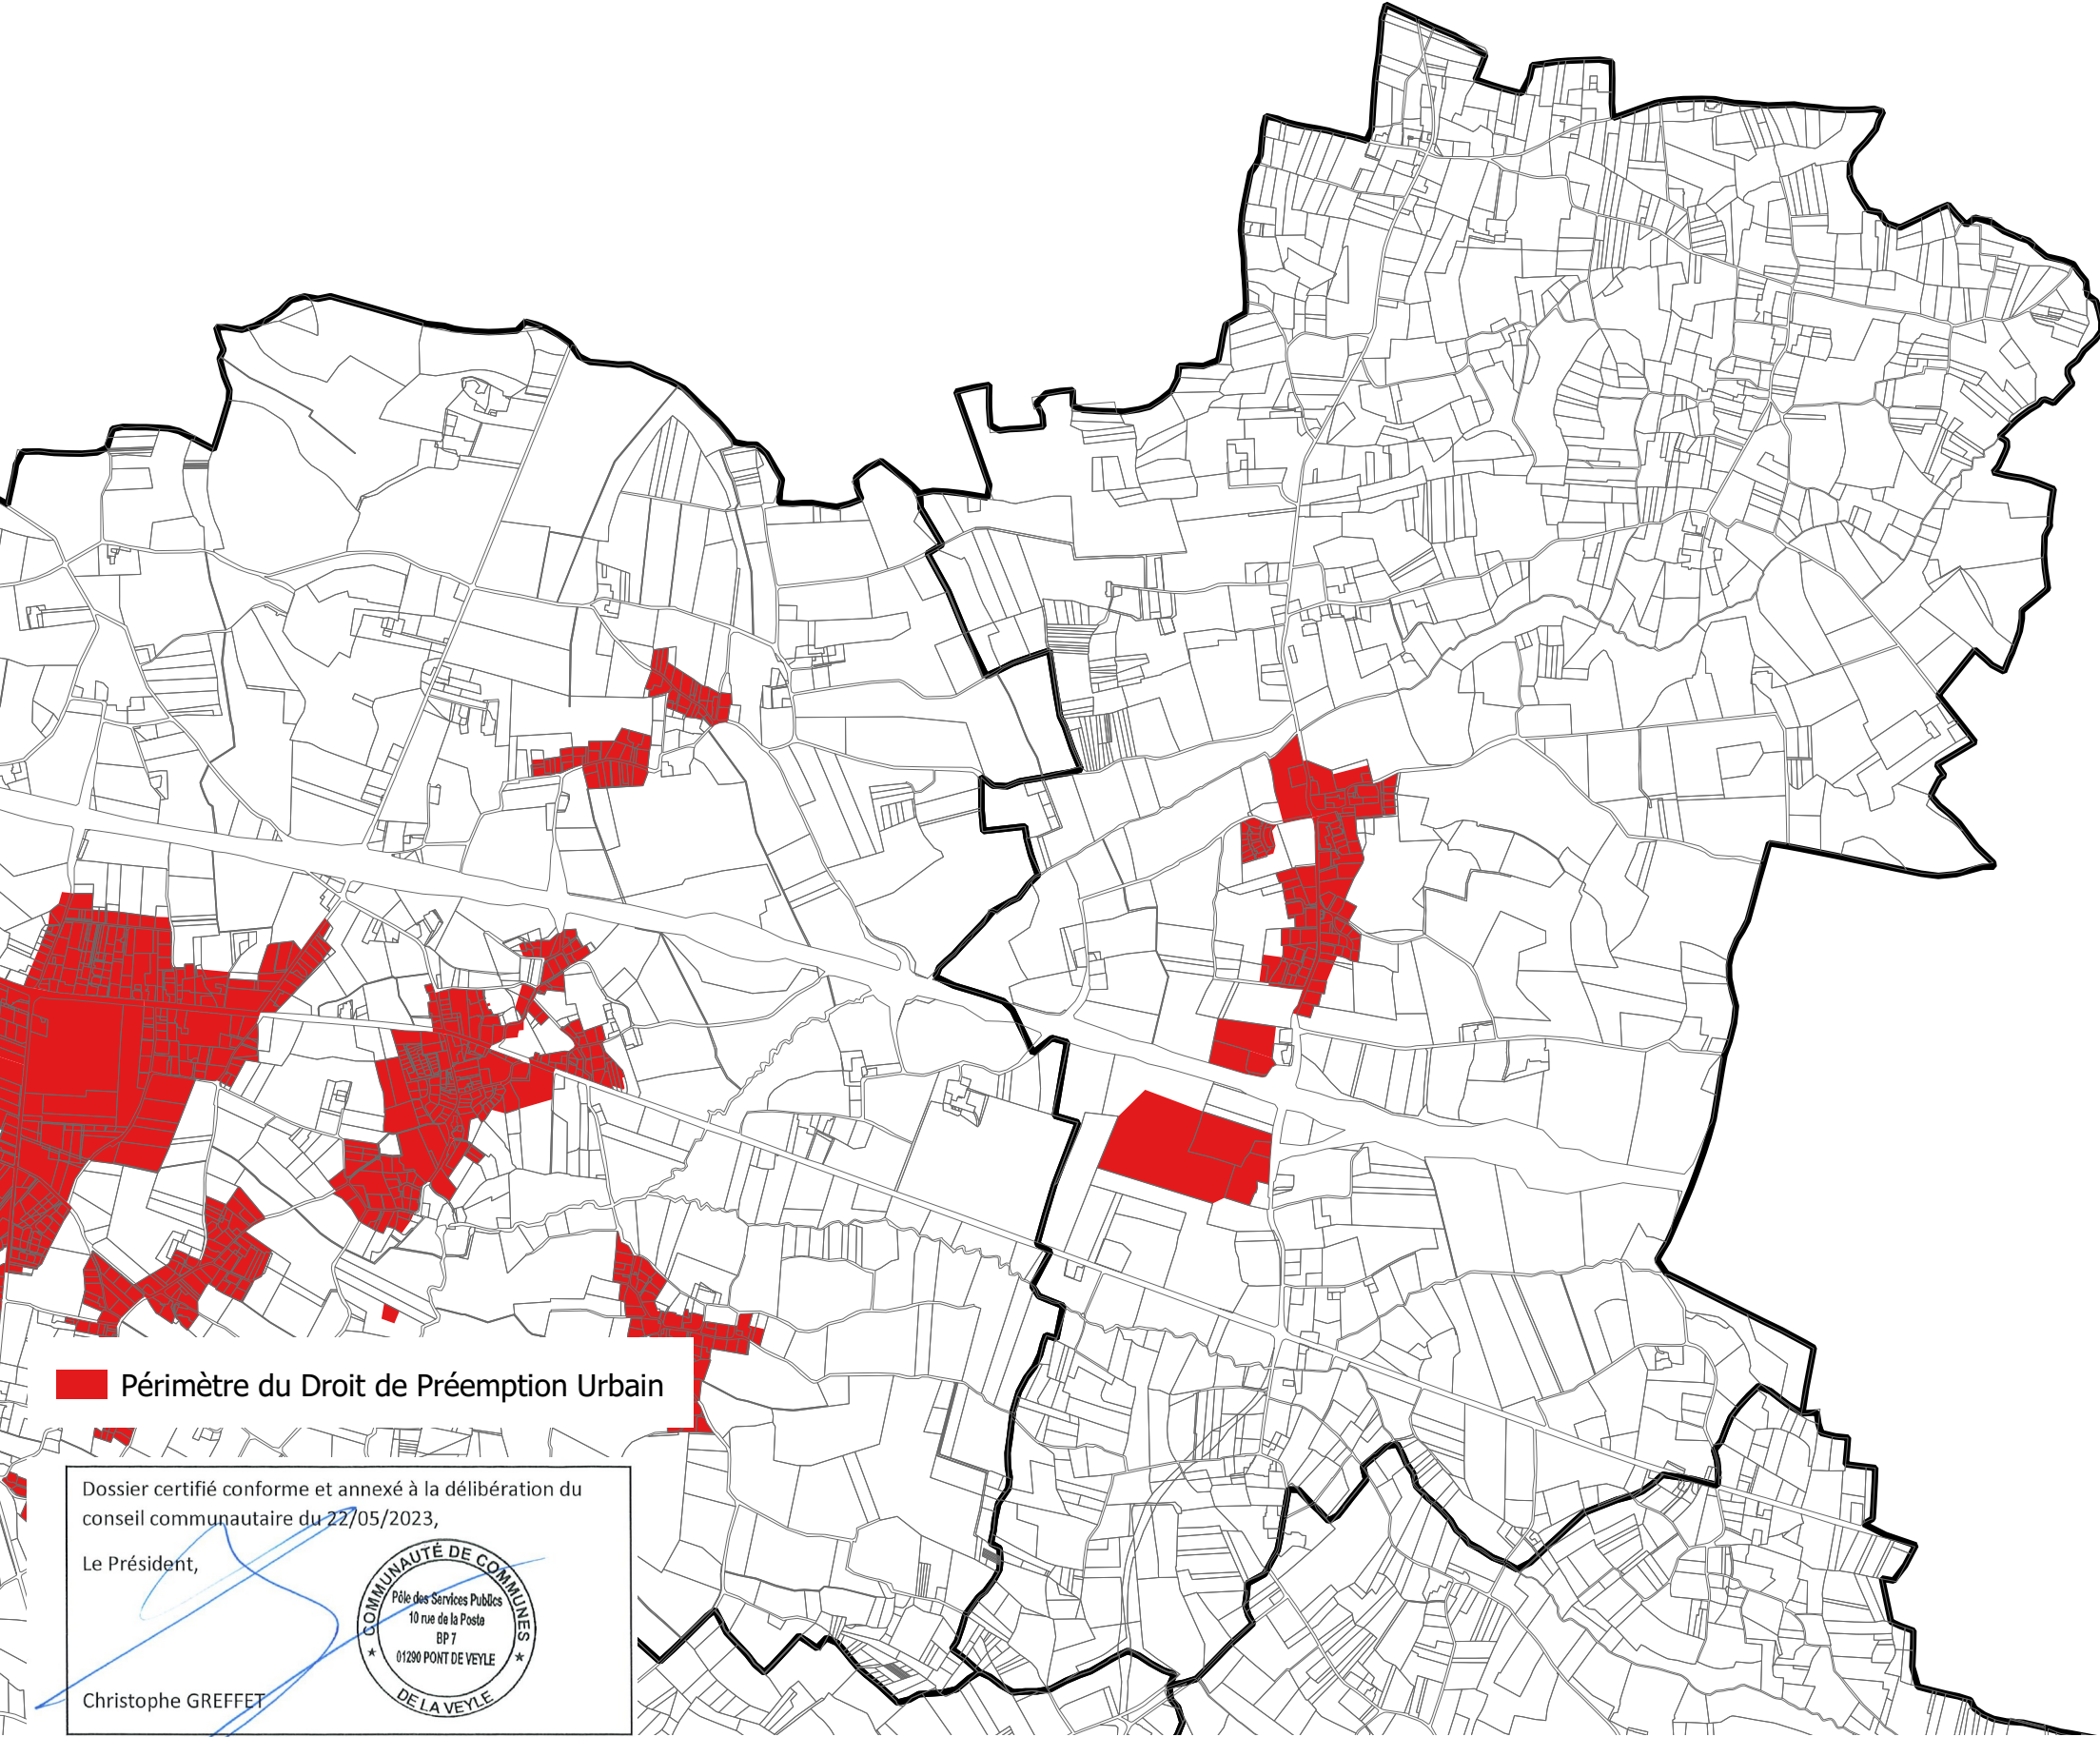 Périmètre du Droit de Préemption Urbain
Dossier certifié conforme et annexé à la délibération du
conseil communautaire du 22/05/2023,
Le Président,
COMMUNAUTÉ DE COMMUNES
Pôle des Services Publics
10 rue de la Poste
BP 7
01290 PONT DE VEYLE
DE LA VEYLE
Christophe GREFFET